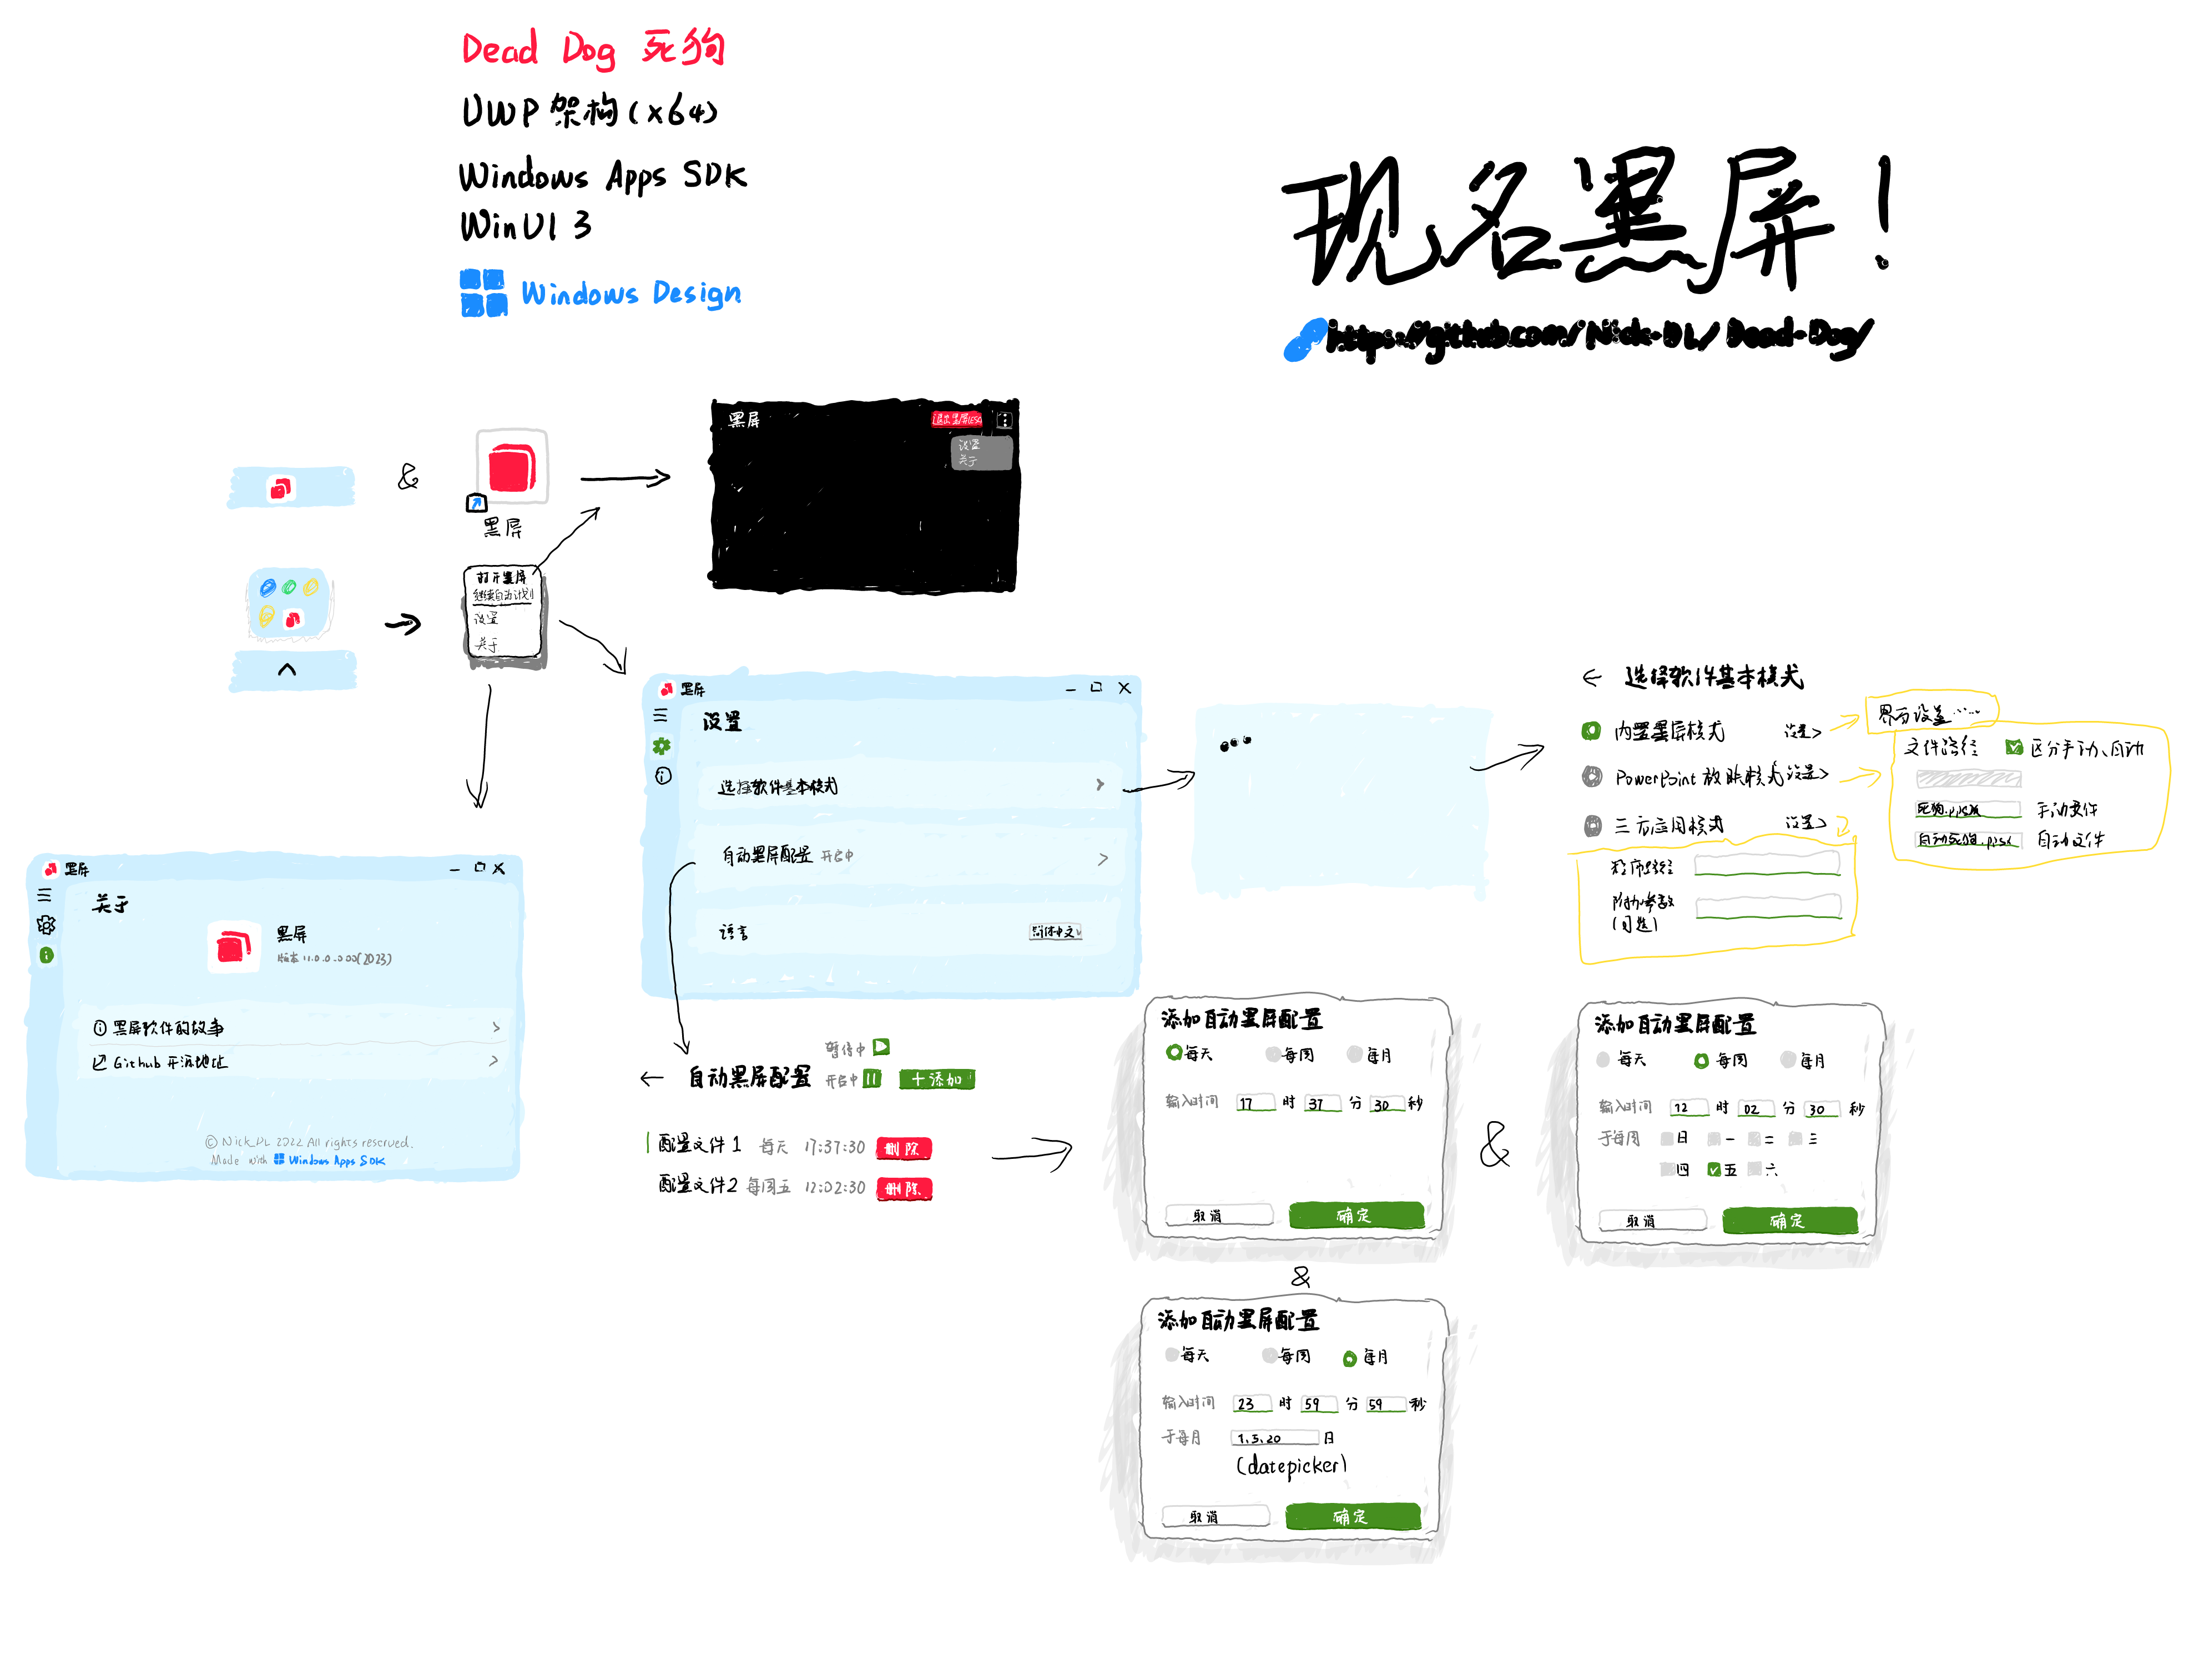 Dead Dog 死狗
UWP 架构(x64)
Windows Apps SDK
WinUI 3
Windows Design
现名黑屏!
https://github.com/Nick-DL/Dead-Dog/
黑屏
退出黑屏(ESC)
设置
关于
&
黑屏
打开黑屏
继续自动计划
设置
关于
黑屏
设置
选择软件基本模式
自动黑屏配置 开启中
语言
简体中文
← 选择软件基本模式
内置黑屏模式 设置>
PowerPoint 放映模式 设置>
三方应用模式 设置>
界面设置……
文件路径 区分手动、自动
死狗.ppsx 手动文件
自动死狗.ppsx 自动文件
程序路径
附加参数
(可选)
黑屏
关于
黑屏
版本 11.0.0.000(2023)
黑屏软件的故事
Github 开源地址
© Nick_DL 2022 All rights reserved.
Made with Windows Apps SDK
暂停中
← 自动黑屏配置 开启中 +添加
配置文件1 每天 17:37:30 删除
配置文件2 每周五 12:02:30 删除
添加自动黑屏配置
每天 每周 每月
输入时间 17 时 37 分 30 秒
取消 确定
&
添加自动黑屏配置
每天 每周 每月
输入时间 12 时 02 分 30 秒
于每周 日 一 二 三
四 五 六
取消 确定
&
添加自动黑屏配置
每天 每周 每月
输入时间 23 时 59 分 59 秒
于每月 1.5.20 日
(datepicker)
取消 确定